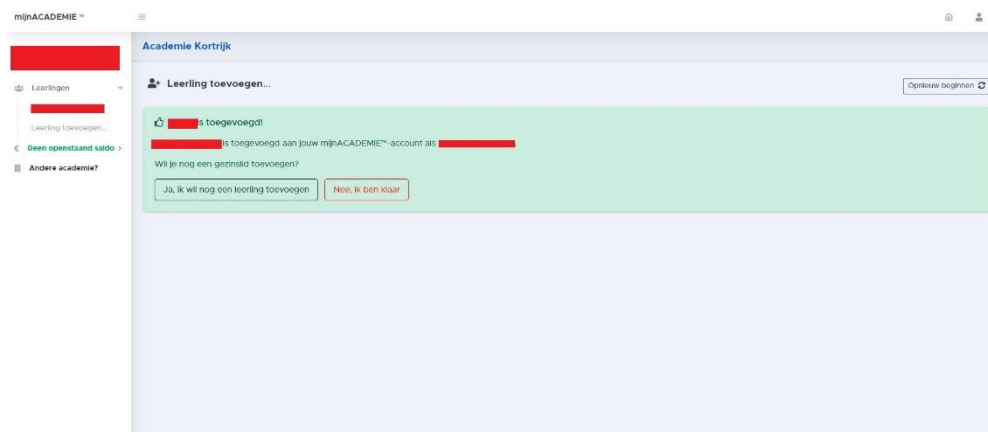 mijnACADEMIE ™
Academie Kortrijk
Leerling toevoegen...
Opnieuw beginnen
Leerlingen
Leerling toevoegen...
€ Geen openstaand saldo >
Andere academie?
s toegevoegd!
is toegevoegd aan jouw mijnACADEMIE™-account als
Wil je nog een gezinslid toevoegen?
Ja, ik wil nog een leerling toevoegen
Nee, ik ben klaar